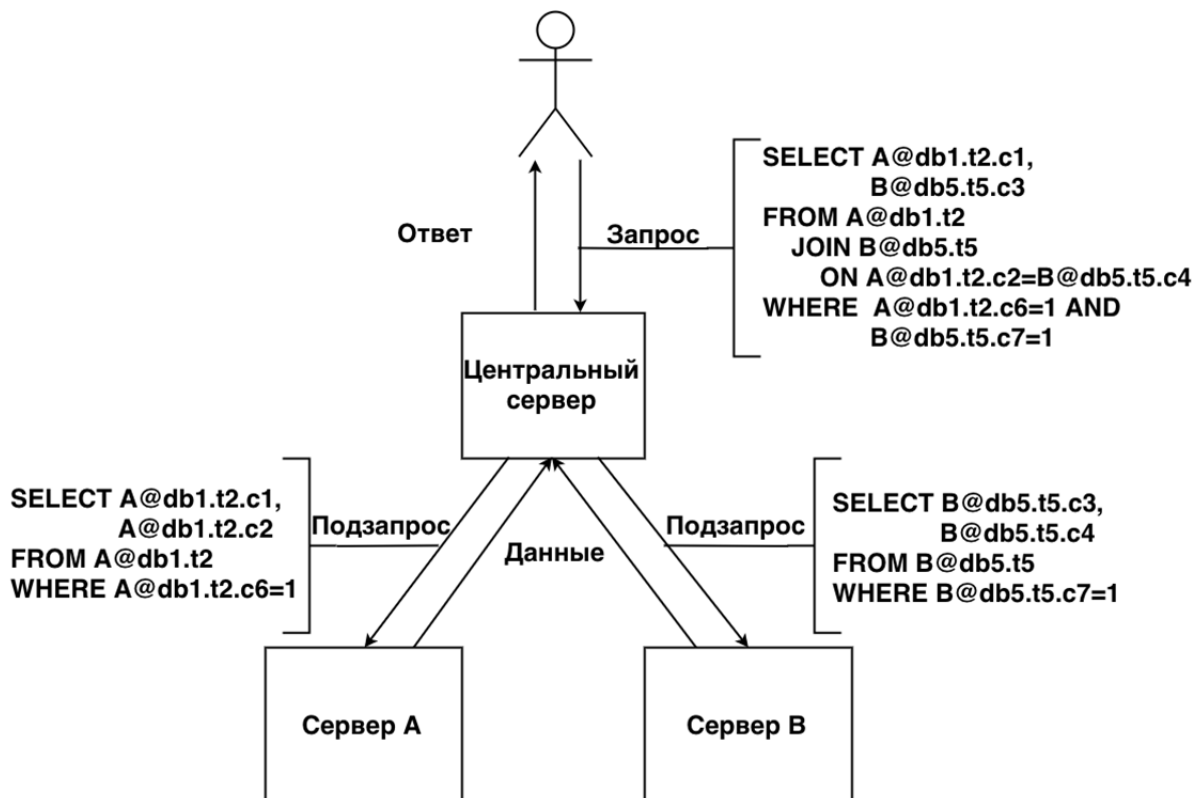 SELECT A@db1.t2.c1,
B@db5.t5.c3
FROM A@db1.t2
JOIN B@db5.t5
ON A@db1.t2.c2=B@db5.t5.c4
WHERE A@db1.t2.c6=1 AND
B@db5.t5.c7=1
Ответ
Запрос
Центральный
сервер
SELECT A@db1.t2.c1,
A@db1.t2.c2
FROM A@db1.t2
WHERE A@db1.t2.c6=1
Подзапрос
Данные
Подзапрос
SELECT B@db5.t5.c3,
B@db5.t5.c4
FROM B@db5.t5
WHERE B@db5.t5.c7=1
Сервер A
Сервер B